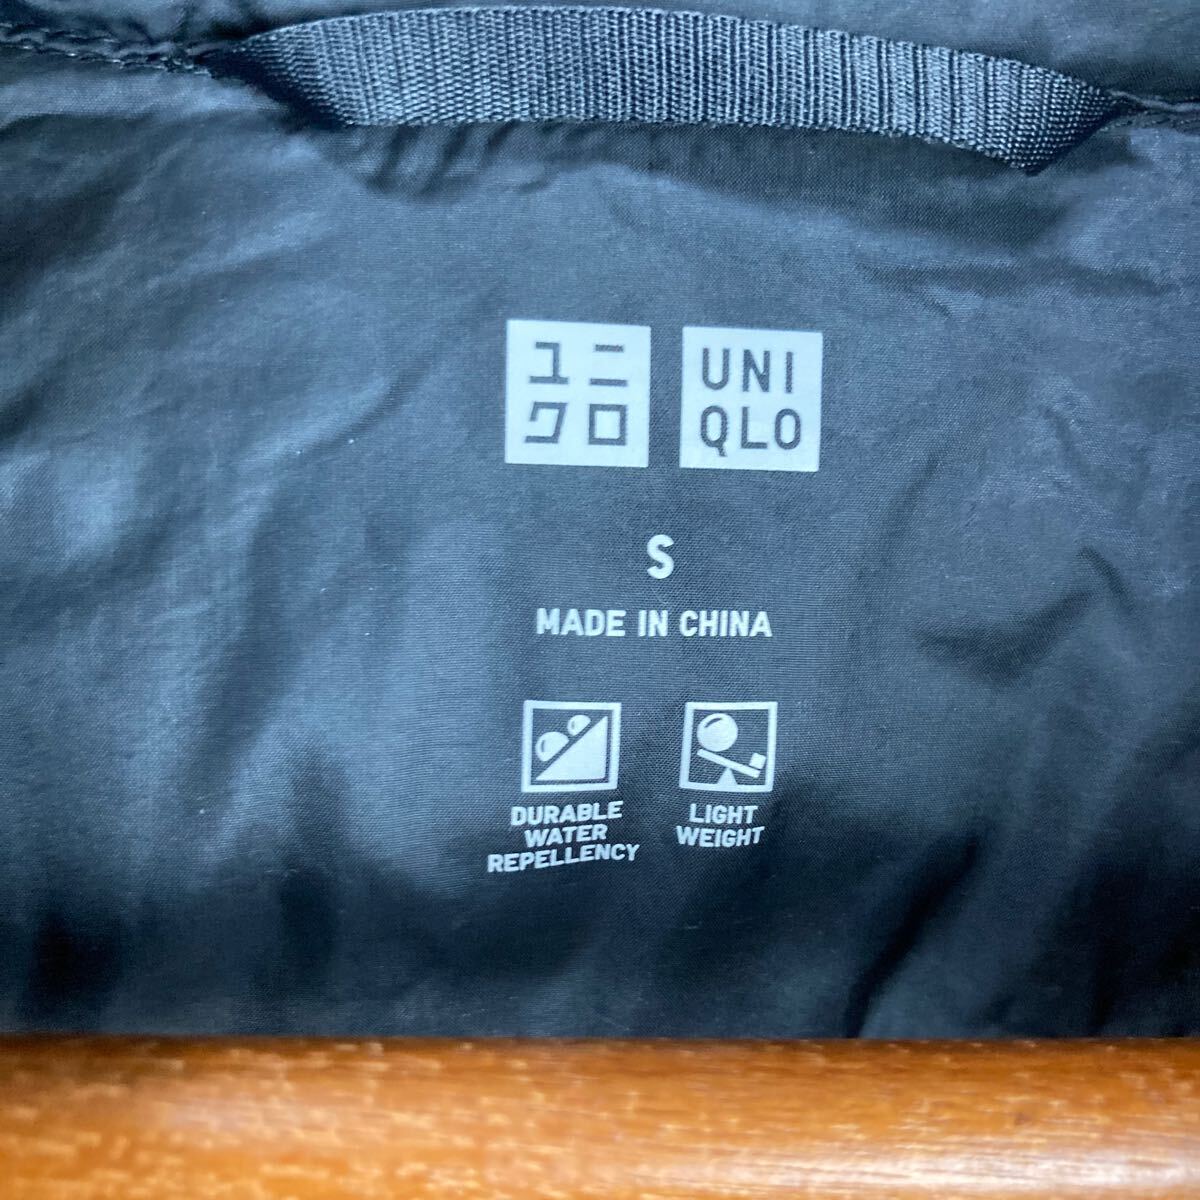 ユニ
クロ
UNI
QLO
S
MADE IN CHINA
DURABLE
WATER
REPELLENCY
LIGHT
WEIGHT